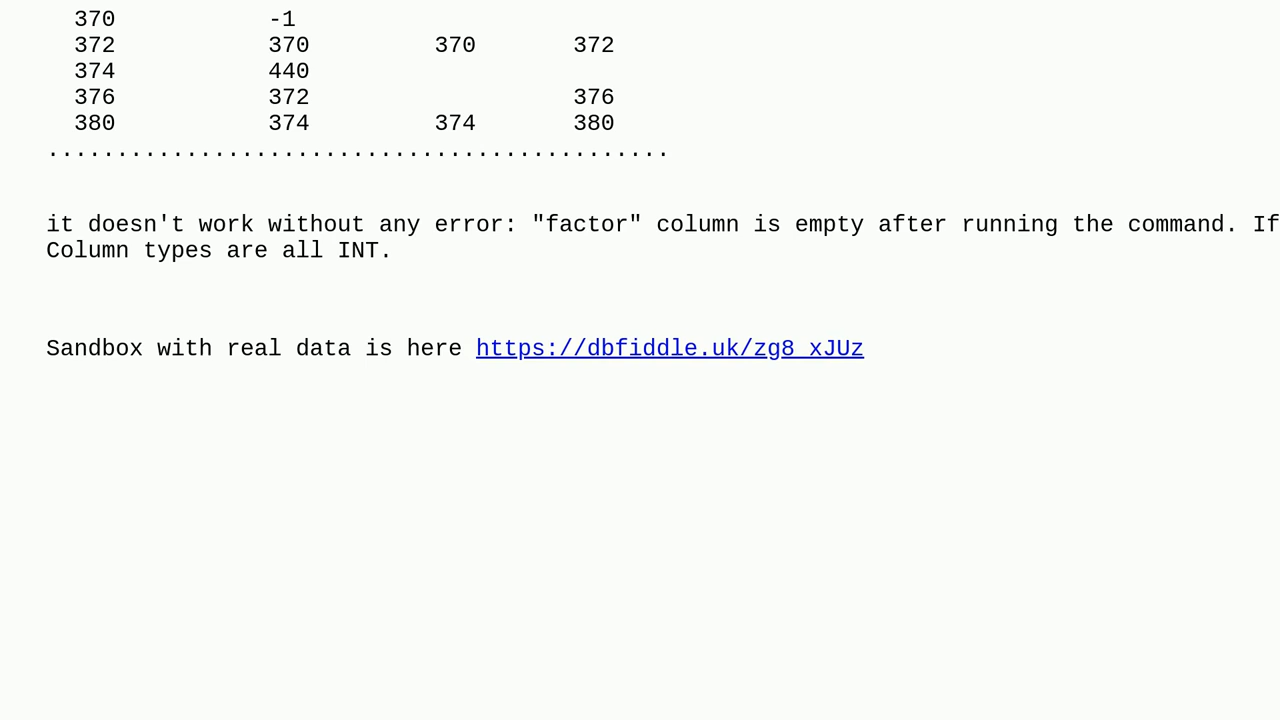 370 -1
372 370 370 372
374 440
376 372 376
380 374 374 380
.............................................
it doesn't work without any error: "factor" column is empty after running the command. If
Column types are all INT.
Sandbox with real data is here https://dbfiddle.uk/zg8_xJUz